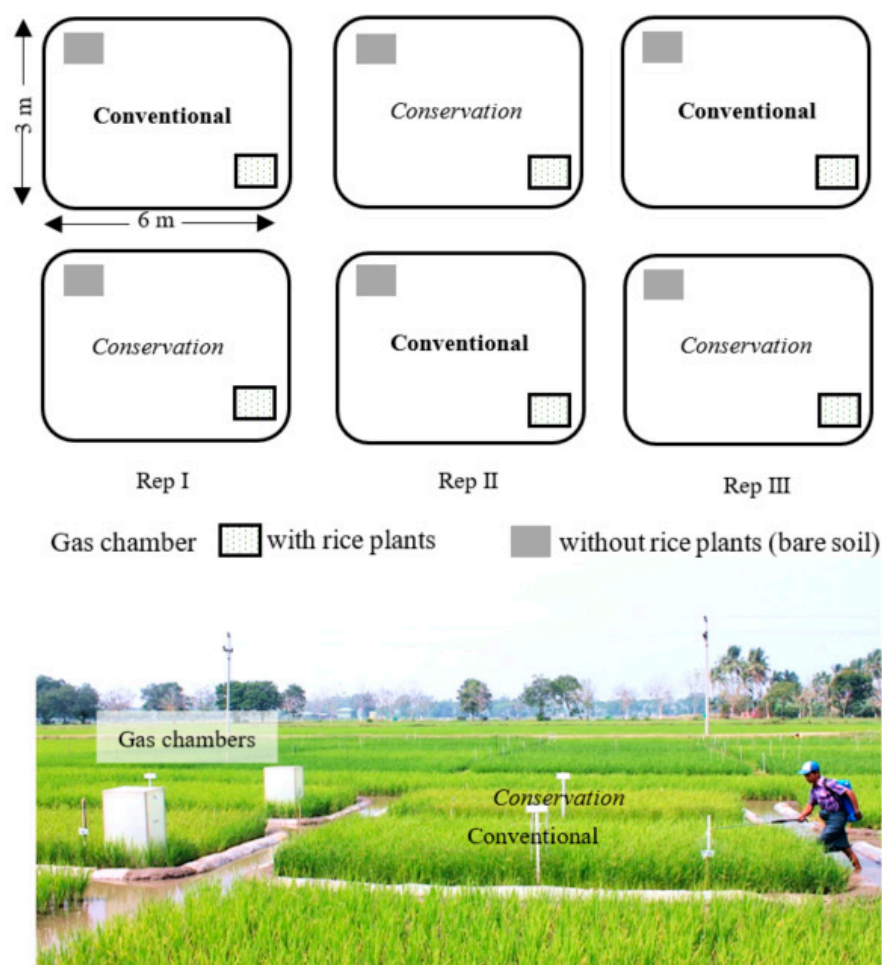 Conventional
Conservation
Conventional
3 m
6 m
Conservation
Conventional
Conservation
Rep I
Rep II
Rep III
Gas chamber with rice plants without rice plants (bare soil)
Gas chambers
Conservation
Conventional